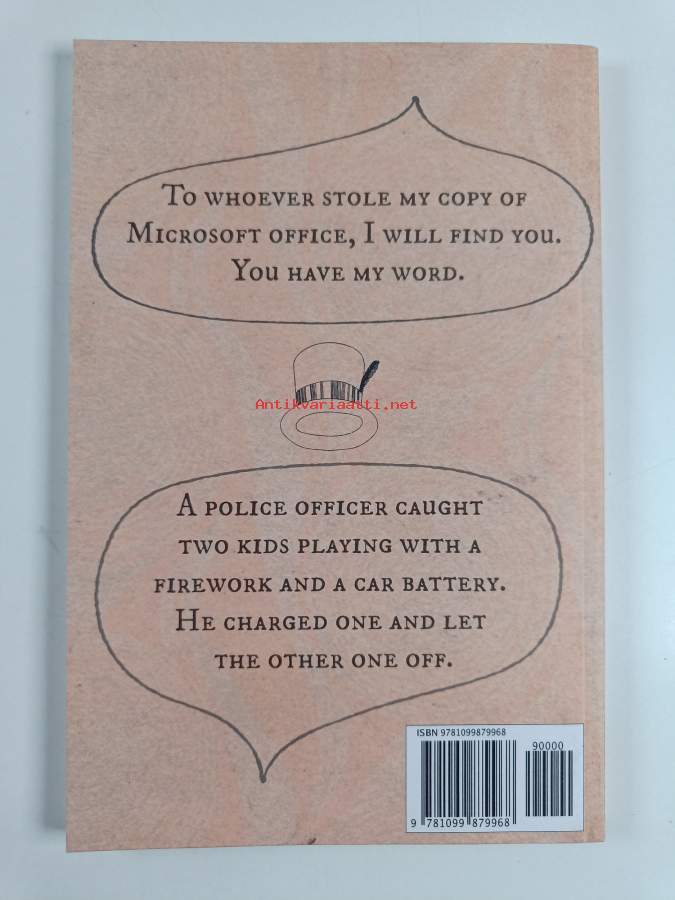 To whoever stole my copy of
Microsoft office, I will find you.
You have my word.
Antikvariaatti.net
A police officer caught
two kids playing with a
firework and a car battery.
He charged one and let
the other one off.
ISBN 9781099879968
90000
9 781099 879968